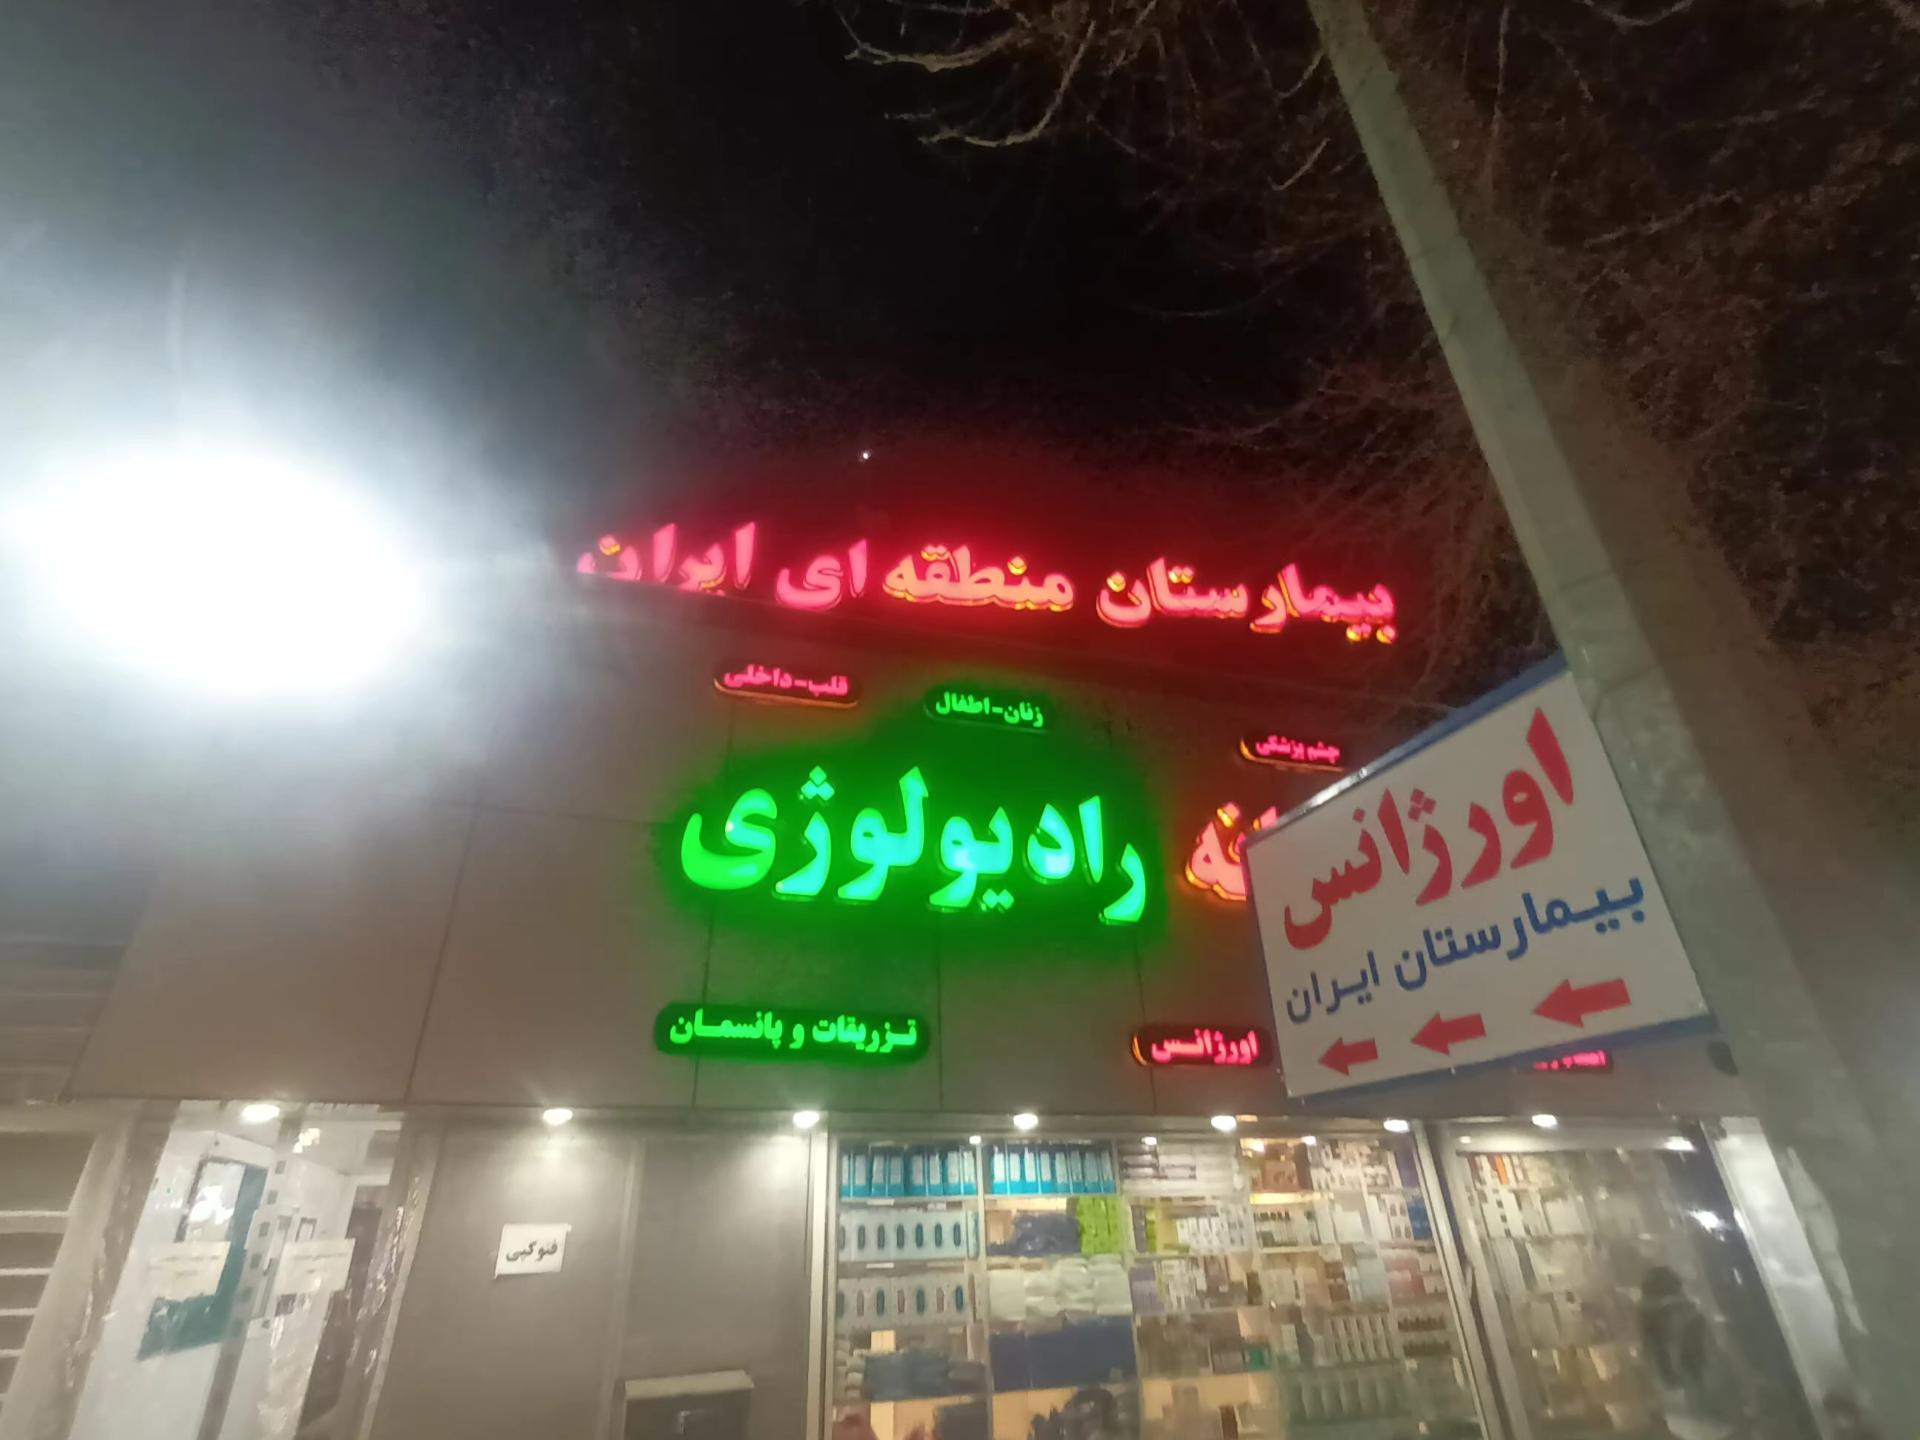 بیمارستان منطقه ای ایران
قلب-داخلی
زنان-اطفال
چشم پزشکی
رادیولوژی
تزریقات و پانسمان
اورژانس
اورژانس
بیمارستان ایران
فتوکپی